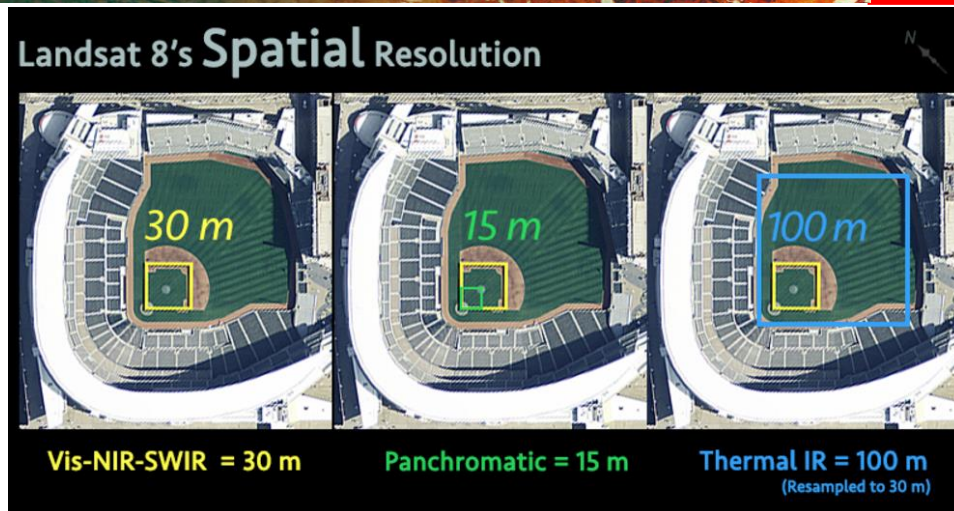 Landsat 8's Spatial Resolution
N
30 m
15 m
100 m
Vis-NIR-SWIR = 30 m
Panchromatic = 15 m
Thermal IR = 100 m
(Resampled to 30 m)